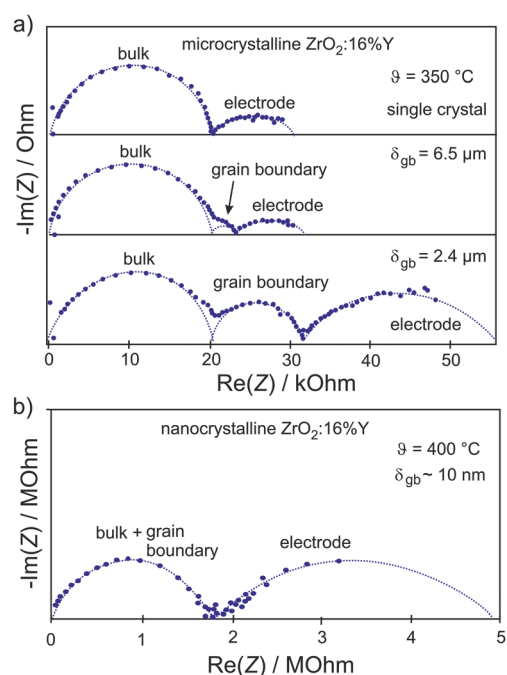 a)
microcrystalline ZrO₂:16%Y
bulk
ϑ = 350 °C
electrode
single crystal
bulk
δgb = 6.5 µm
grain boundary
electrode
δgb = 2.4 µm
bulk
grain boundary
electrode
-Im(Z) / Ohm
0 10 20 30 40 50
Re(Z) / kOhm
b)
nanocrystalline ZrO₂:16%Y
ϑ = 400 °C
δgb ~ 10 nm
bulk + grain
boundary
electrode
-Im(Z) / MOhm
0 1 2 3 4 5
Re(Z) / MOhm